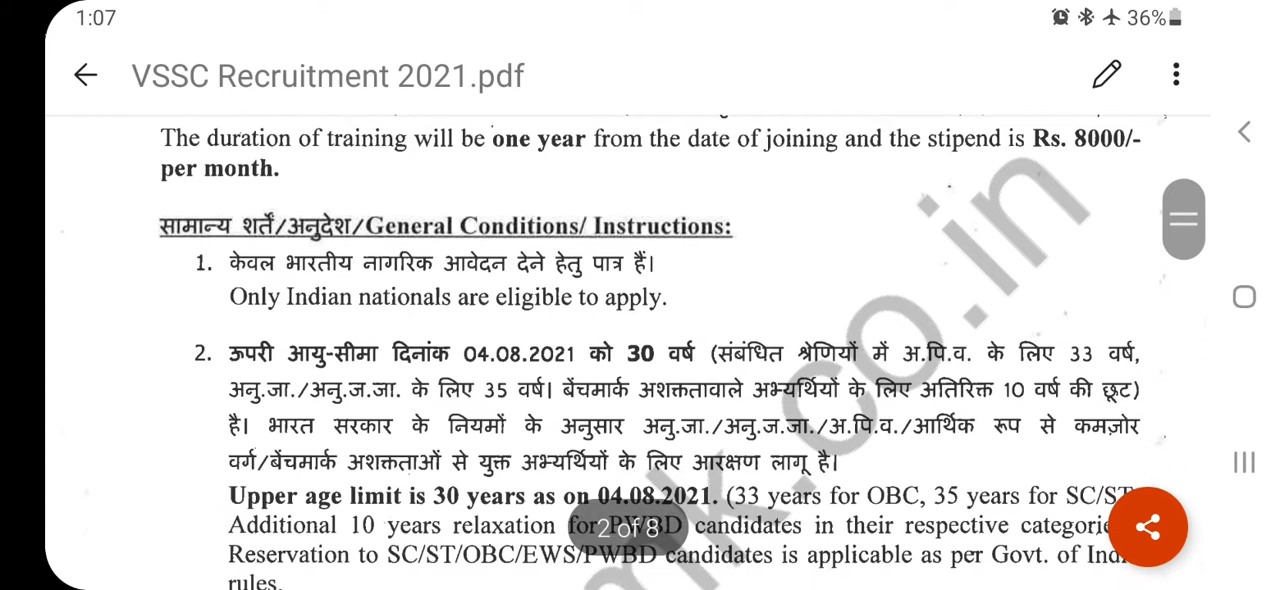 1:07 36%
VSSC Recruitment 2021.pdf
The duration of training will be one year from the date of joining and the stipend is Rs. 8000/-
per month.
सामान्य शर्तें/अनुदेश/General Conditions/ Instructions:
1. केवल भारतीय नागरिक आवेदन देने हेतु पात्र हैं।
Only Indian nationals are eligible to apply.
2. ऊपरी आयु-सीमा दिनांक 04.08.2021 को 30 वर्ष (संबंधित श्रेणियों में अ.पि.व. के लिए 33 वर्ष,
अनु.जा./अनु.ज.जा. के लिए 35 वर्ष। बेंचमार्क अशक्ततावाले अभ्यर्थियों के लिए अतिरिक्त 10 वर्ष की छूट)
है। भारत सरकार के नियमों के अनुसार अनु.जा./अनु.ज.जा./अ.पि.व./आर्थिक रूप से कमज़ोर
वर्ग/बेंचमार्क अशक्तताओं से युक्त अभ्यर्थियों के लिए आरक्षण लागू है।
Upper age limit is 30 years as on 04.08.2021. (33 years for OBC, 35 years for SC/ST
Additional 10 years relaxation for PWBD candidates in their respective
2 of 8
Reservation to SC/ST/OBC/EWS/PWBD candidates is applicable as per Govt. of
rules.
mk.co.in